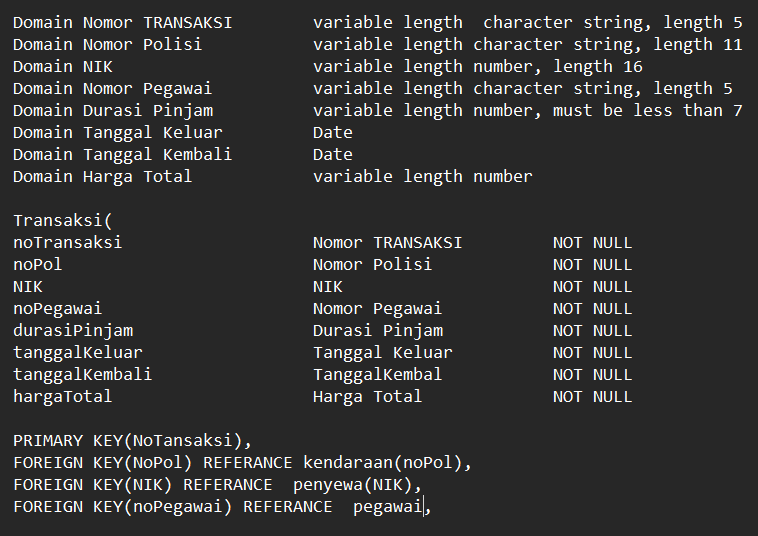 Domain Nomor TRANSAKSI variable length  character string, length 5
Domain Nomor Polisi variable length character string, length 11
Domain NIK variable length number, length 16
Domain Nomor Pegawai variable length character string, length 5
Domain Durasi Pinjam variable length number, must be less than 7
Domain Tanggal Keluar Date
Domain Tanggal Kembali Date
Domain Harga Total variable length number
Transaksi(
noTransaksi Nomor TRANSAKSI NOT NULL
noPol Nomor Polisi NOT NULL
NIK NIK NOT NULL
noPegawai Nomor Pegawai NOT NULL
durasiPinjam Durasi Pinjam NOT NULL
tanggalKeluar Tanggal Keluar NOT NULL
tanggalKembali TanggalKembal NOT NULL
hargaTotal Harga Total NOT NULL
PRIMARY KEY(NoTansaksi),
FOREIGN KEY(NoPol) REFERANCE kendaraan(noPol),
FOREIGN KEY(NIK) REFERANCE  penyewa(NIK),
FOREIGN KEY(noPegawai) REFERANCE  pegawai,